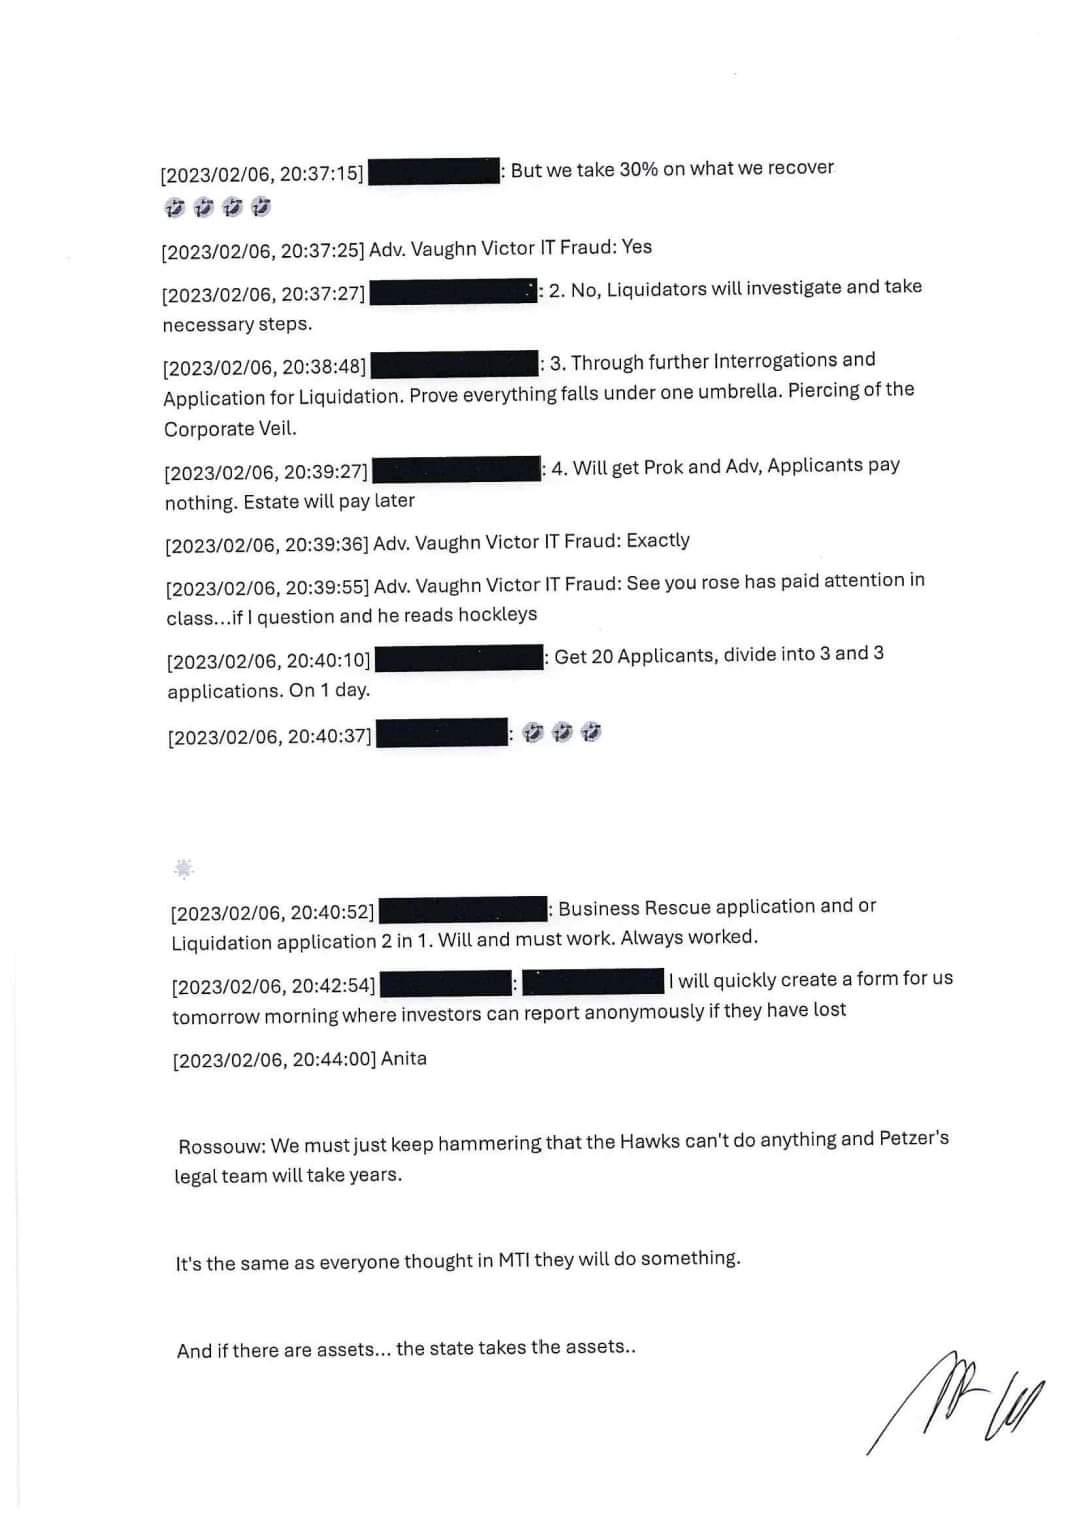 [2023/02/06, 20:37:15] : But we take 30% on what we recover
🤣 🤣 🤣 🤣
[2023/02/06, 20:37:25] Adv. Vaughn Victor IT Fraud: Yes
[2023/02/06, 20:37:27] : 2. No, Liquidators will investigate and take
necessary steps.
[2023/02/06, 20:38:48] : 3. Through further Interrogations and
Application for Liquidation. Prove everything falls under one umbrella. Piercing of the
Corporate Veil.
[2023/02/06, 20:39:27] : 4. Will get Prok and Adv, Applicants pay
nothing. Estate will pay later
[2023/02/06, 20:39:36] Adv. Vaughn Victor IT Fraud: Exactly
[2023/02/06, 20:39:55] Adv. Vaughn Victor IT Fraud: See you rose has paid attention in
class...if I question and he reads hockleys
[2023/02/06, 20:40:10] : Get 20 Applicants, divide into 3 and 3
applications. On 1 day.
[2023/02/06, 20:40:37] : 🤣 🤣 🤣
[2023/02/06, 20:40:52] : Business Rescue application and or
Liquidation application 2 in 1. Will and must work. Always worked.
[2023/02/06, 20:42:54] : I will quickly create a form for us
tomorrow morning where investors can report anonymously if they have lost
[2023/02/06, 20:44:00] Anita
Rossouw: We must just keep hammering that the Hawks can't do anything and Petzer's
legal team will take years.
It's the same as everyone thought in MTI they will do something.
And if there are assets... the state takes the assets..